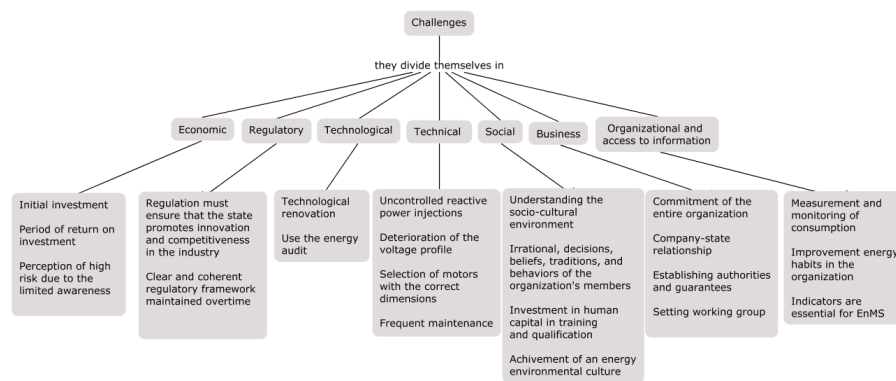 Challenges
they divide themselves in
Economic
Regulatory
Technological
Technical
Social
Business
Organizational and
access to information
Initial investment
Period of return on
investment
Perception of high
risk due to the
limited awareness
Regulation must
ensure that the state
promotes innovation
and competitiveness
in the industry
Clear and coherent
regulatory framework
maintained overtime
Technological
renovation
Use the energy
audit
Uncontrolled reactive
power injections
Deterioration of the
voltage profile
Selection of motors
with the correct
dimensions
Frequent maintenance
Understanding the
socio-cultural
environment
Irrational, decisions,
beliefs, traditions, and
behaviors of the
organization's members
Investment in human
capital in training
and qualification
Achivement of an energy
environmental culture
Commitment of the
entire organization
Company-state
relationship
Establishing authorities
and guarantees
Setting working group
Measurement and
monitoring of
consumption
Improvement energy
habits in the
organization
Indicators are
essential for EnMS